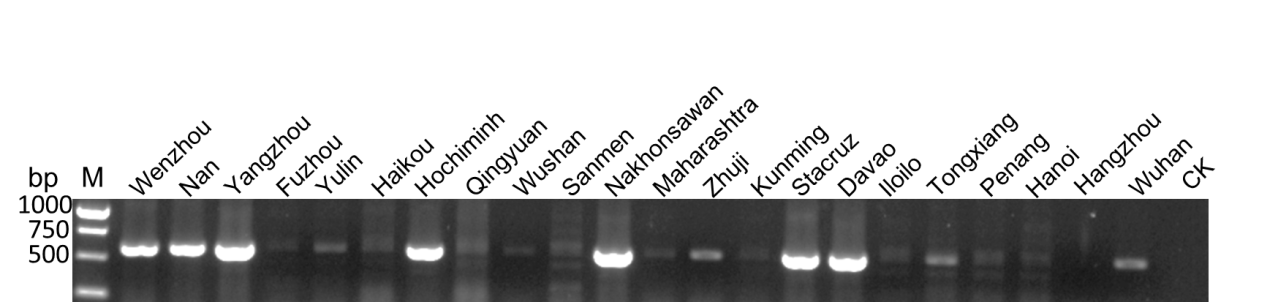 bp M Wenzhou Nan Yangzhou Fuzhou Yulin Haikou Hochiminh Qingyuan Wushan Sanmen Nakhonsawan Maharashtra Zhuji Kunming Stacruz Davao Iloilo Tongxiang Penang Hanoi Hangzhou Wuhan CK
1000
750
500